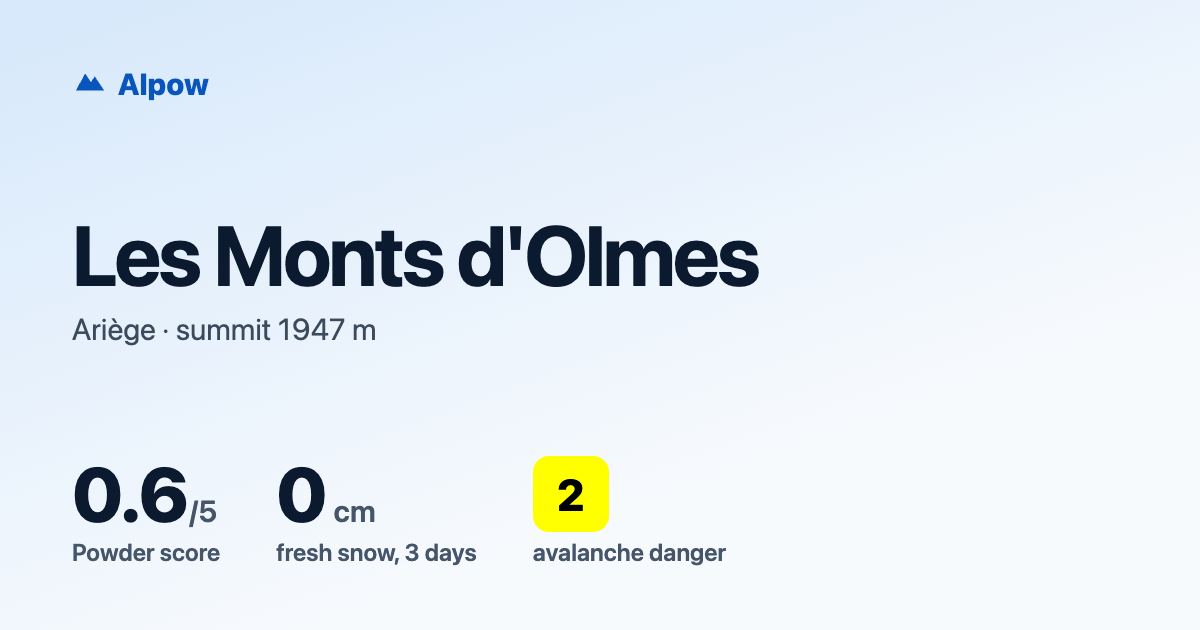 Alpow
Les Monts d'Olmes
Ariège · summit 1947 m
0.6/5
Powder score
0 cm
fresh snow, 3 days
2
avalanche danger